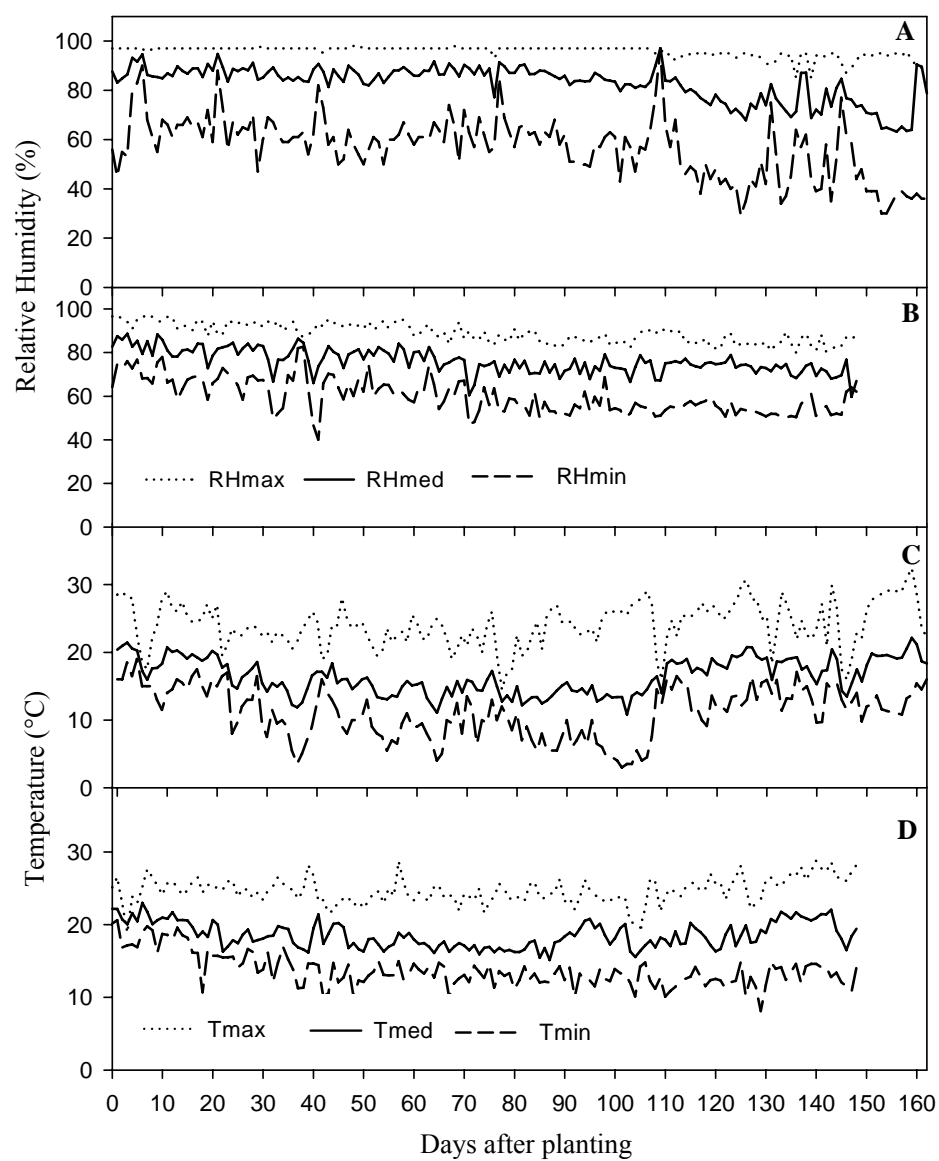 A
100
80
60
40
20
0
Relative Humidity (%)
B
100
80
60
40
20
0
RHmax RHmed RHmin
C
30
20
10
0
Temperature (°C)
D
30
20
10
0
Tmax Tmed Tmin
0 10 20 30 40 50 60 70 80 90 100 110 120 130 140 150 160
Days after planting